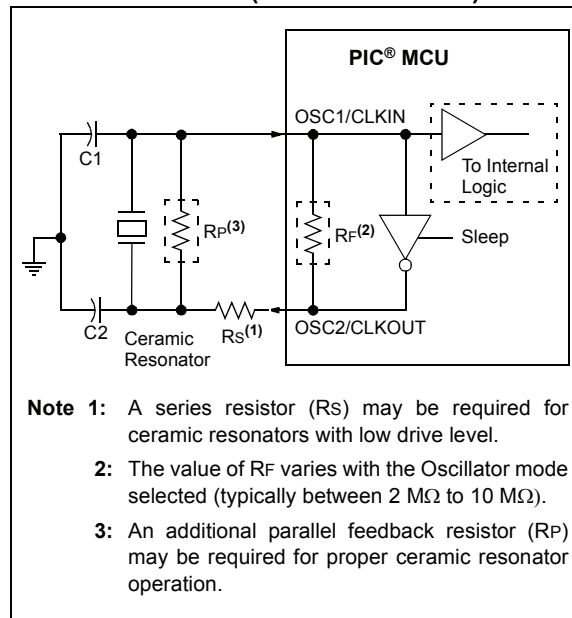 PIC® MCU
OSC1/CLKIN
C1
To Internal
Logic
RP(3)
RF(2)
Sleep
C2
Ceramic
Resonator
RS(1)
OSC2/CLKOUT
Note 1: A series resistor (RS) may be required for
ceramic resonators with low drive level.
2: The value of RF varies with the Oscillator mode
selected (typically between 2 MΩ to 10 MΩ).
3: An additional parallel feedback resistor (RP)
may be required for proper ceramic resonator
operation.